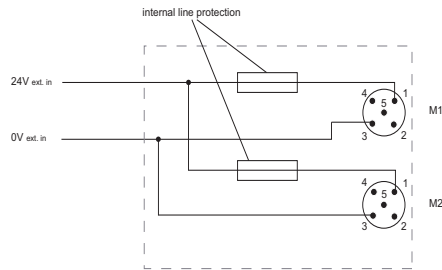 internal line protection
24V ext. in
4
1
5
M1
3
2
0V ext. in
4
1
5
M2
3
2